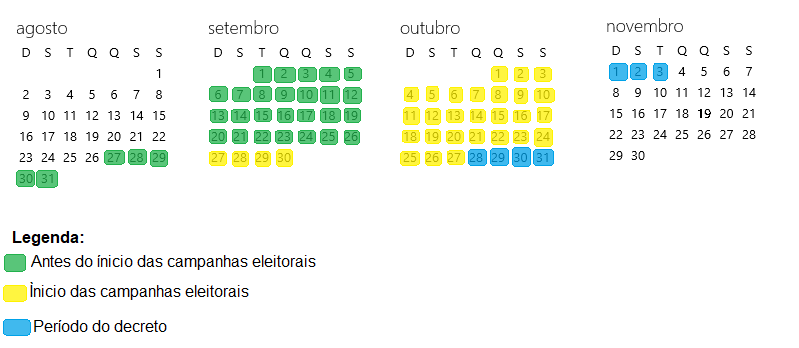 agosto
D S T Q Q S S
1
2 3 4 5 6 7 8
9 10 11 12 13 14 15
16 17 18 19 20 21 22
23 24 25 26 27 28 29
30 31
setembro
D S T Q Q S S
1 2 3 4 5
6 7 8 9 10 11 12
13 14 15 16 17 18 19
20 21 22 23 24 25 26
27 28 29 30
outubro
D S T Q Q S S
1 2 3
4 5 6 7 8 9 10
11 12 13 14 15 16 17
18 19 20 21 22 23 24
25 26 27 28 29 30 31
novembro
D S T Q Q S S
1 2 3 4 5 6 7
8 9 10 11 12 13 14
15 16 17 18 19 20 21
22 23 24 25 26 27 28
29 30
Legenda:
Antes do ínicio das campanhas eleitorais
Ìnicio das campanhas eleitorais
Período do decreto